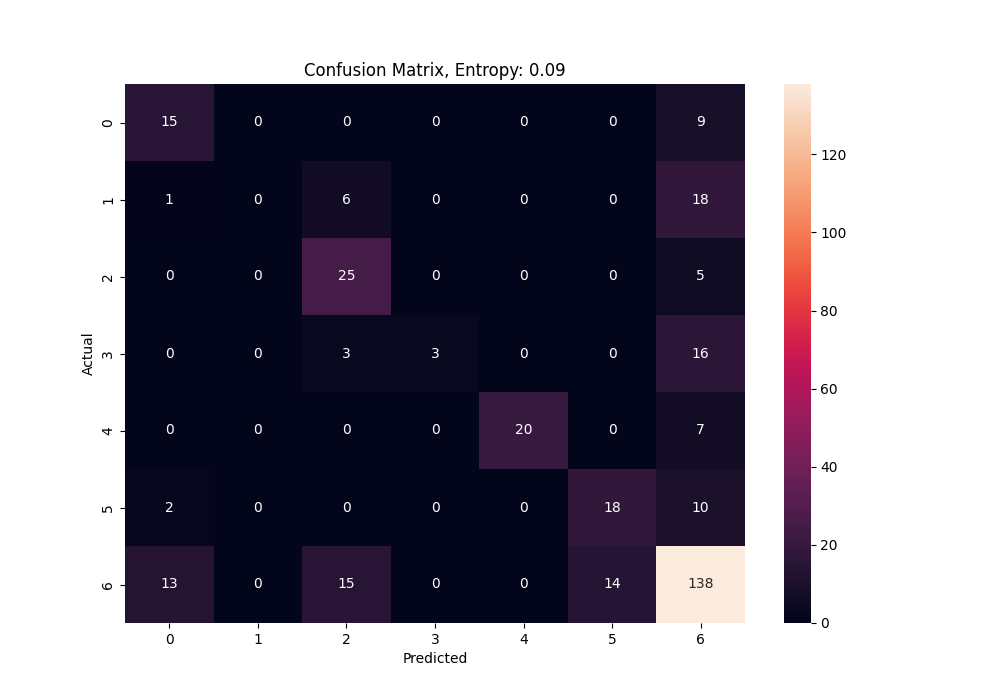 Confusion Matrix, Entropy: 0.09
0 15 0 0 0 0 0 9
1 1 0 6 0 0 0 18
2 0 0 25 0 0 0 5
3 0 0 3 3 0 0 16
4 0 0 0 0 20 0 7
5 2 0 0 0 0 18 10
6 13 0 15 0 0 14 138
0 1 2 3 4 5 6
Actual
Predicted
120
100
80
60
40
20
0